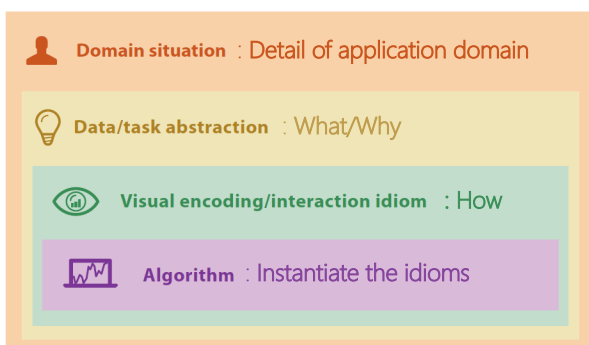 Domain situation : Detail of application domain
Data/task abstraction : What/Why
Visual encoding/interaction idiom : How
Algorithm : Instantiate the idioms